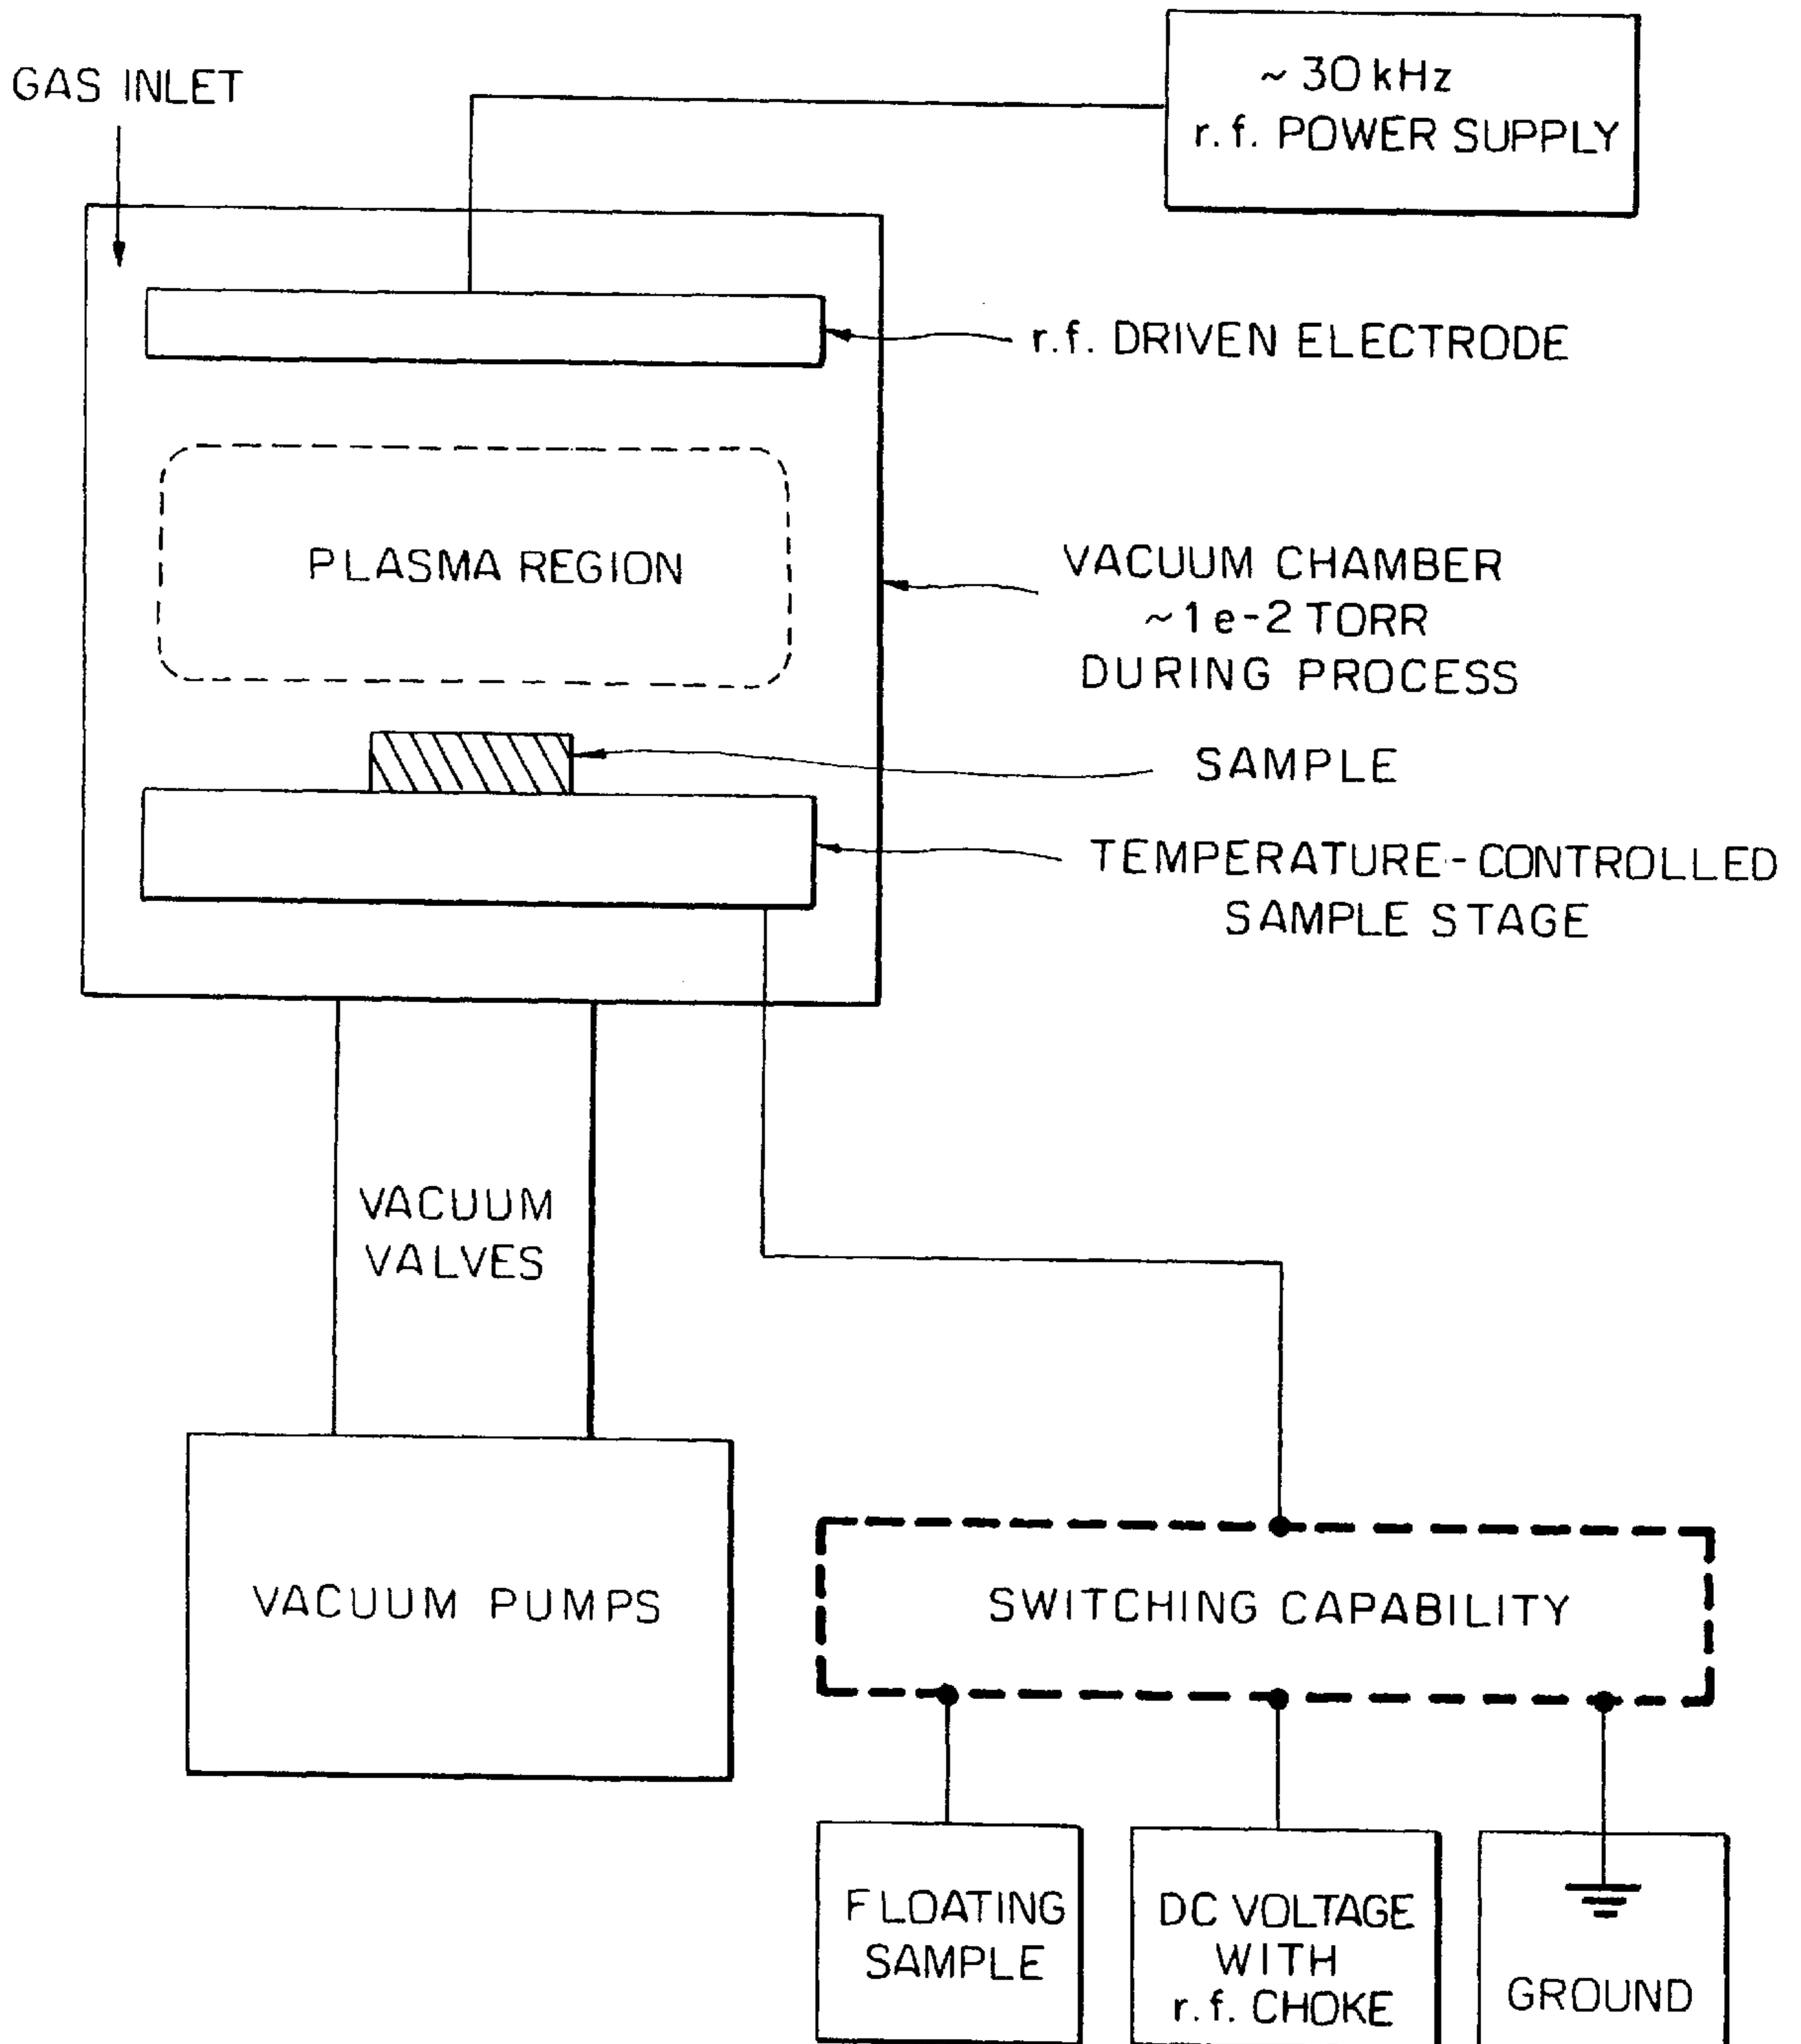 GAS INLET
~ 30 kHz
r.f. POWER SUPPLY
r.f. DRIVEN ELECTRODE
PLASMA REGION
VACUUM CHAMBER
~1 e-2 TORR
DURING PROCESS
SAMPLE
TEMPERATURE-CONTROLLED
SAMPLE STAGE
VACUUM
VALVES
VACUUM PUMPS
SWITCHING CAPABILITY
FLOATING
SAMPLE
DC VOLTAGE
WITH
r.f. CHOKE
GROUND